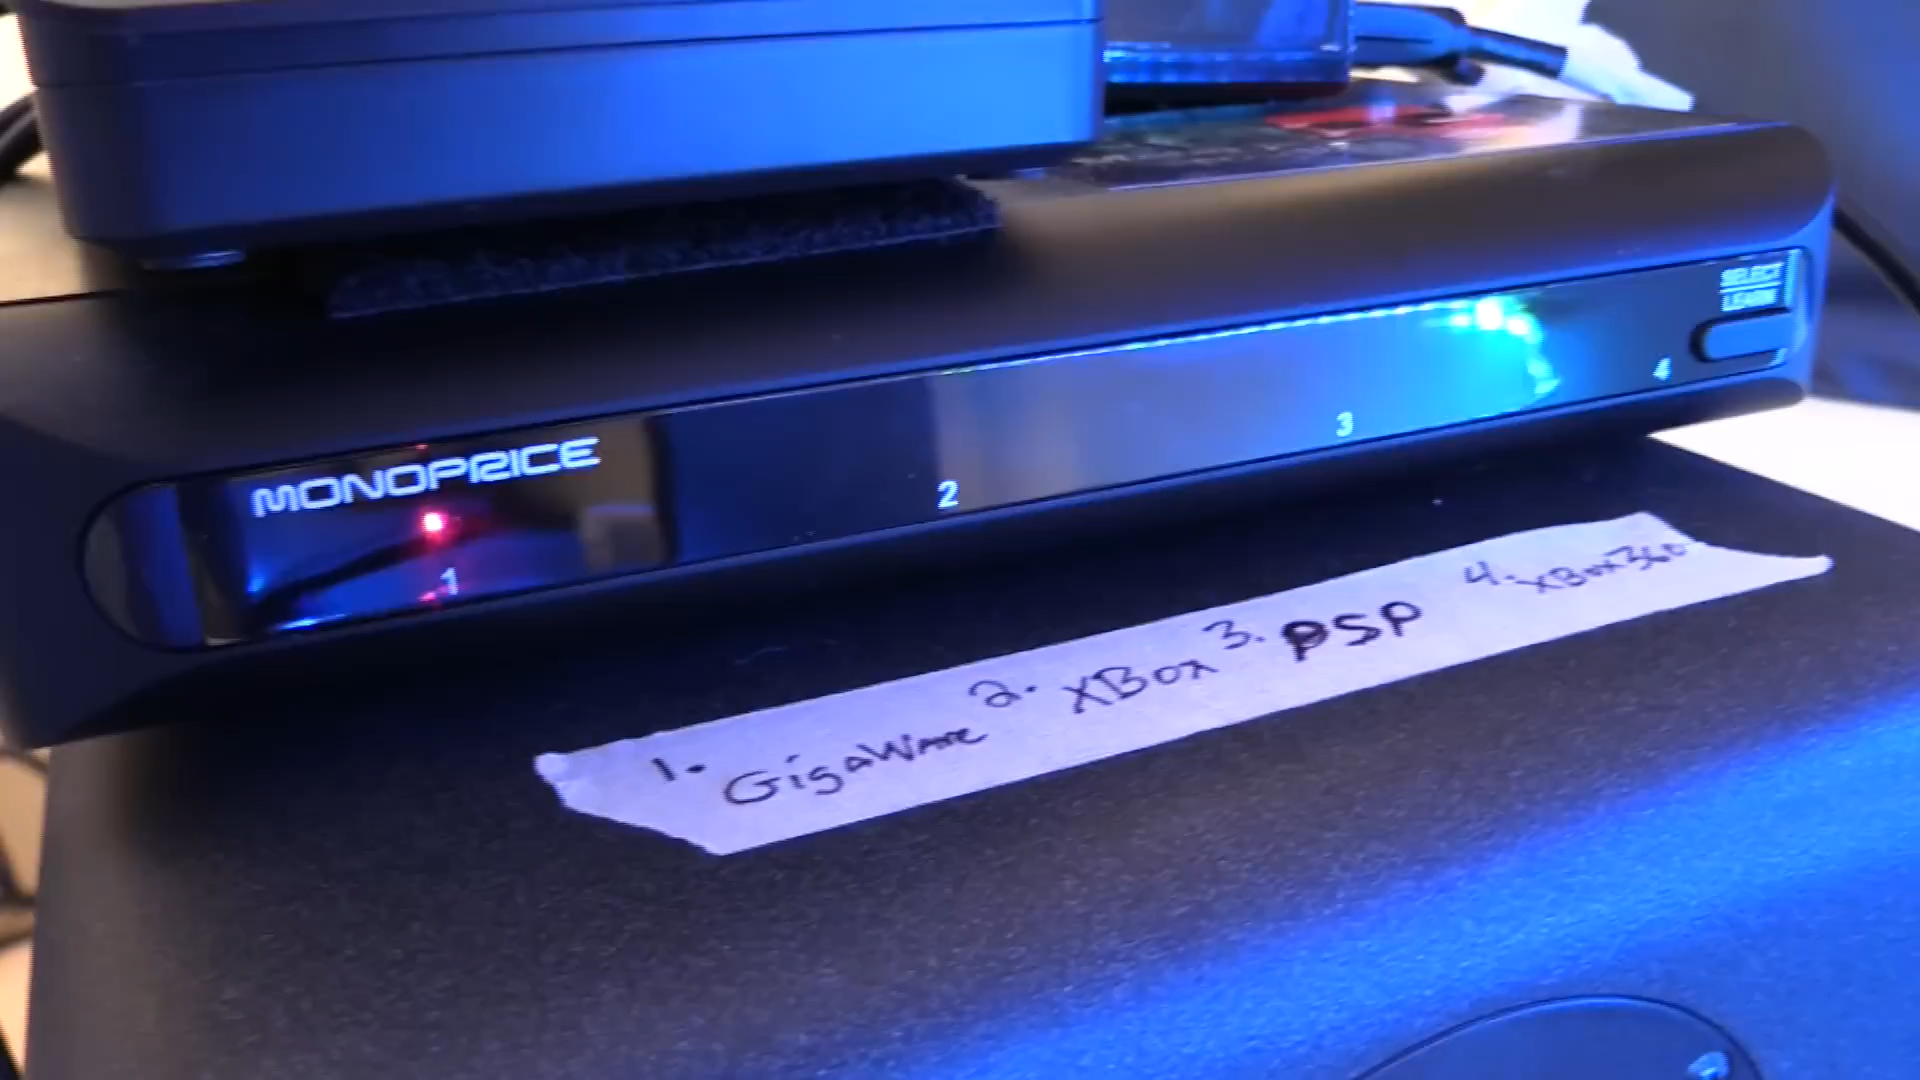 SELECT
LEARN
MONOPRICE
1 2 3 4
1. GigaWare 2. XBox 3. PSP 4. XBox360